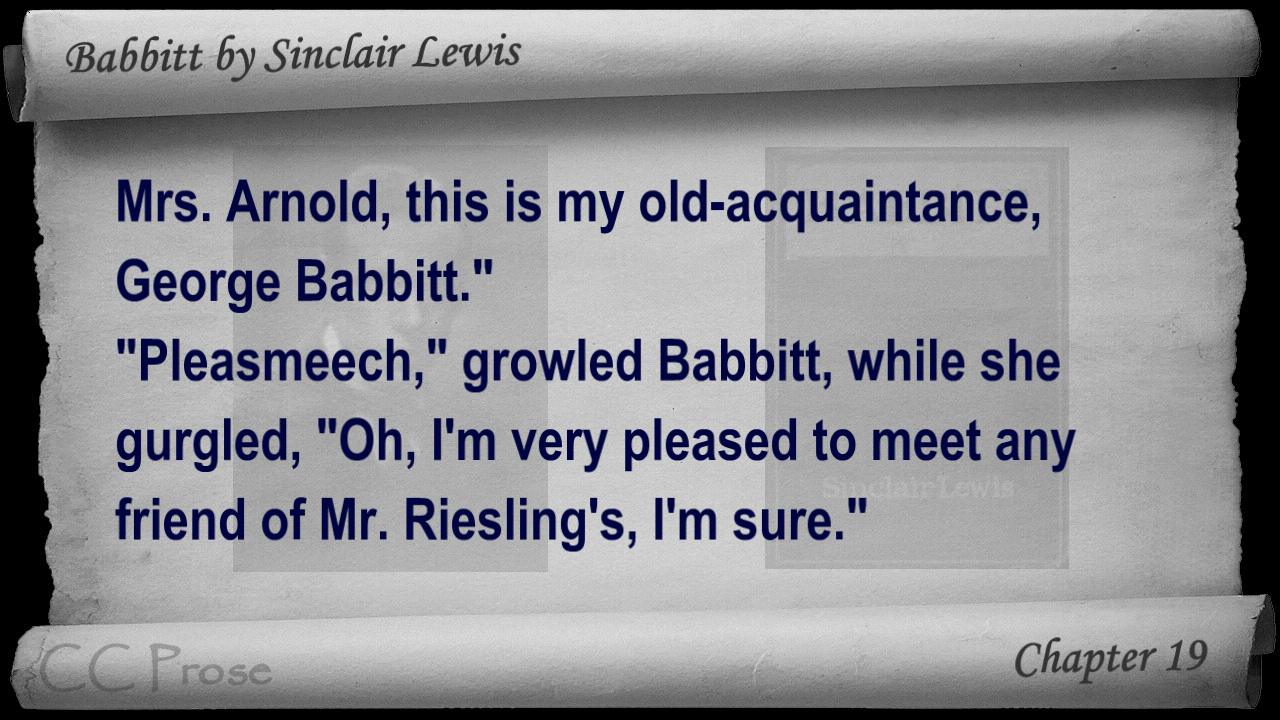 Babbitt by Sinclair Lewis
Mrs. Arnold, this is my old-acquaintance,
George Babbitt."
"Pleasmeech," growled Babbitt, while she
gurgled, "Oh, I'm very pleased to meet any
Sinclair Lewis
friend of Mr. Riesling's, I'm sure."
CC Prose
Chapter 19